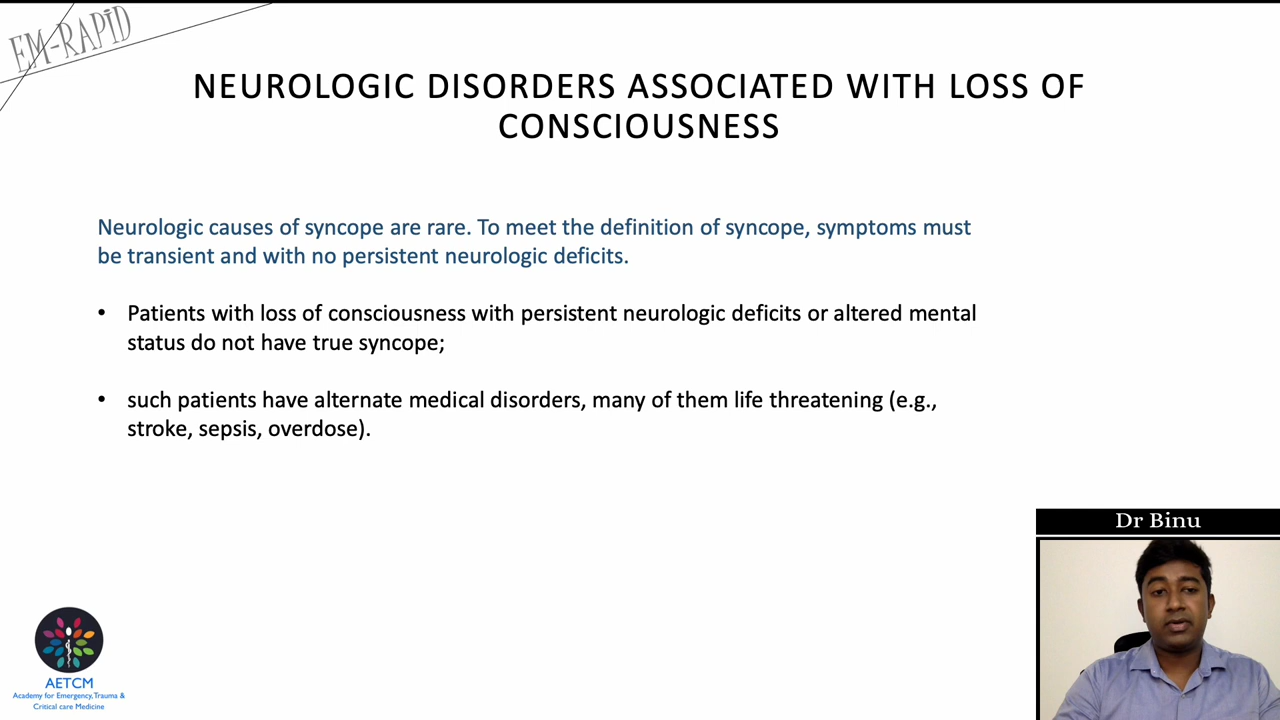 EM-RAPiD
NEUROLOGIC DISORDERS ASSOCIATED WITH LOSS OF
CONSCIOUSNESS
Neurologic causes of syncope are rare. To meet the definition of syncope, symptoms must
be transient and with no persistent neurologic deficits.
• Patients with loss of consciousness with persistent neurologic deficits or altered mental
status do not have true syncope;
• such patients have alternate medical disorders, many of them life threatening (e.g.,
stroke, sepsis, overdose).
Dr Binu
AETCM
Academy for Emergency,Trauma &
Critical care Medicine